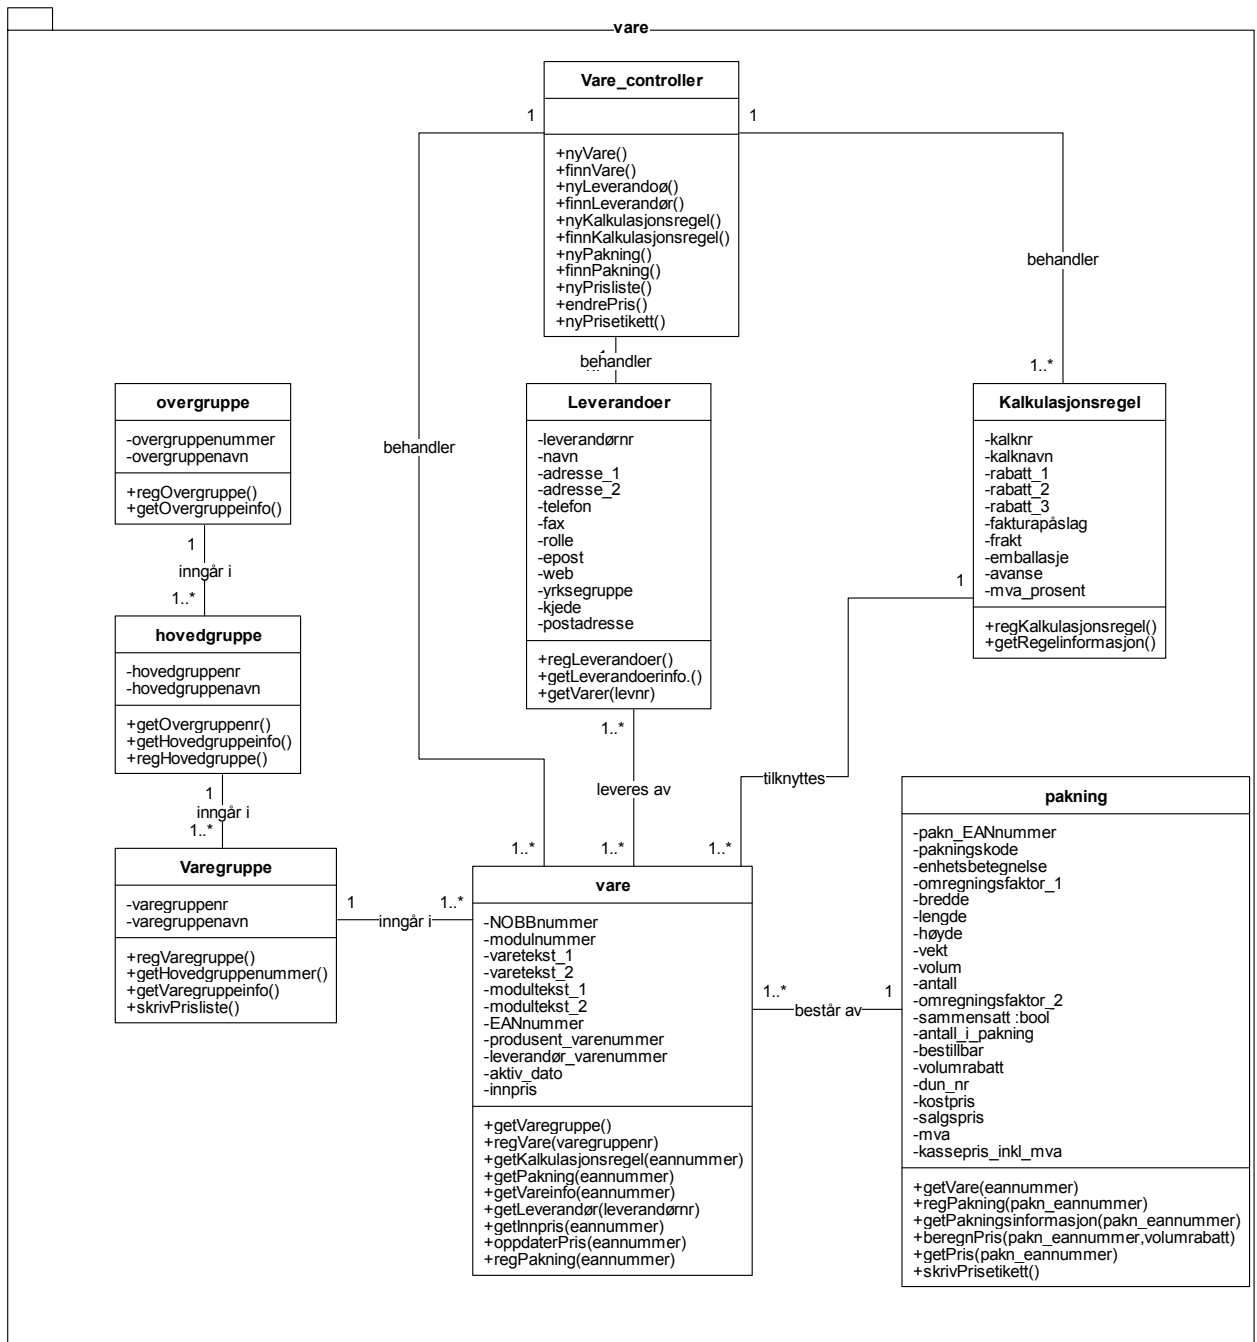 vare
Vare_controller
1
1
+nyVare()
+finnVare()
+nyLeverandoø()
+finnLeverandør()
+nyKalkulasjonsregel()
+finnKalkulasjonsregel()
+nyPakning()
+finnPakning()
+nyPrisliste()
+endrePris()
+nyPrisetikett()
behandler
behandler
behandler
1..*
overgruppe
-overgruppenummer
-overgruppenavn
+regOvergruppe()
+getOvergruppeinfo()
1
inngår i
1..*
hovedgruppe
-hovedgruppenr
-hovedgruppenavn
+getOvergruppenr()
+getHovedgruppeinfo()
+regHovedgruppe()
1
inngår i
1..*
Varegruppe
-varegruppenr
-varegruppenavn
+regVaregruppe()
+getHovedgruppenummer()
+getVaregruppeinfo()
+skrivPrisliste()
1
inngår i
1..*
Leverandoer
-leverandørnr
-navn
-adresse_1
-adresse_2
-telefon
-fax
-rolle
-epost
-web
-yrksegruppe
-kjede
-postadresse
+regLeverandoer()
+getLeverandoerinfo.()
+getVarer(levnr)
1..*
leveres av
1..*
1..*
1..*
Kalkulasjonsregel
-kalknr
-kalknavn
-rabatt_1
-rabatt_2
-rabatt_3
-fakturapåslag
-frakt
-emballasje
-avanse
-mva_prosent
+regKalkulasjonsregel()
+getRegelinformasjon()
1
tilknyttes
vare
-NOBBnummer
-modulnummer
-varetekst_1
-varetekst_2
-modultekst_1
-modultekst_2
-EANnummer
-produsent_varenummer
-leverandør_varenummer
-aktiv_dato
-innpris
+getVaregruppe()
+regVare(varegruppenr)
+getKalkulasjonsregel(eannummer)
+getPakning(eannummer)
+getVareinfo(eannummer)
+getLeverandør(leverandørnr)
+getInnpris(eannummer)
+oppdaterPris(eannummer)
+regPakning(eannummer)
1..*
består av
1
pakning
-pakn_EANnummer
-pakningskode
-enhetsbetegnelse
-omregningsfaktor_1
-bredde
-lengde
-høyde
-vekt
-volum
-antall
-omregningsfaktor_2
-sammensatt :bool
-antall_i_pakning
-bestillbar
-volumrabatt
-dun_nr
-kostpris
-salgspris
-mva
-kassepris_inkl_mva
+getVare(eannummer)
+regPakning(pakn_eannummer)
+getPakningsinformasjon(pakn_eannummer)
+beregnPris(pakn_eannummer,volumrabatt)
+getPris(pakn_eannummer)
+skrivPrisetikett()